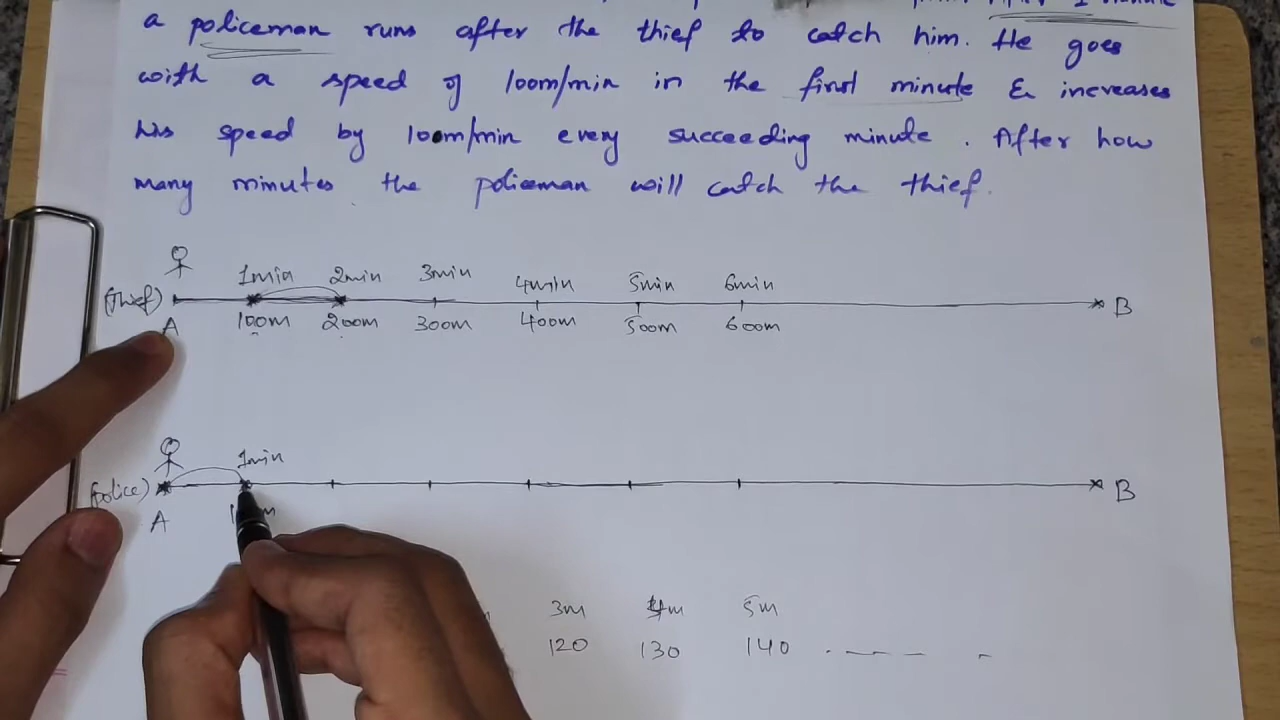 a policeman runs after the thief to catch him. He goes
with a speed of 100m/min in the first minute & increases
his speed by 100m/min every succeeding minute. After how
many minutes the policeman will catch the thief.
1min 2min 3min 4min 5min 6min
(Thief)
A 100m 200m 300m 400m 500m 600m B
1min
(police) B
A
3m 4m 5m
120 130 140 . - - - -